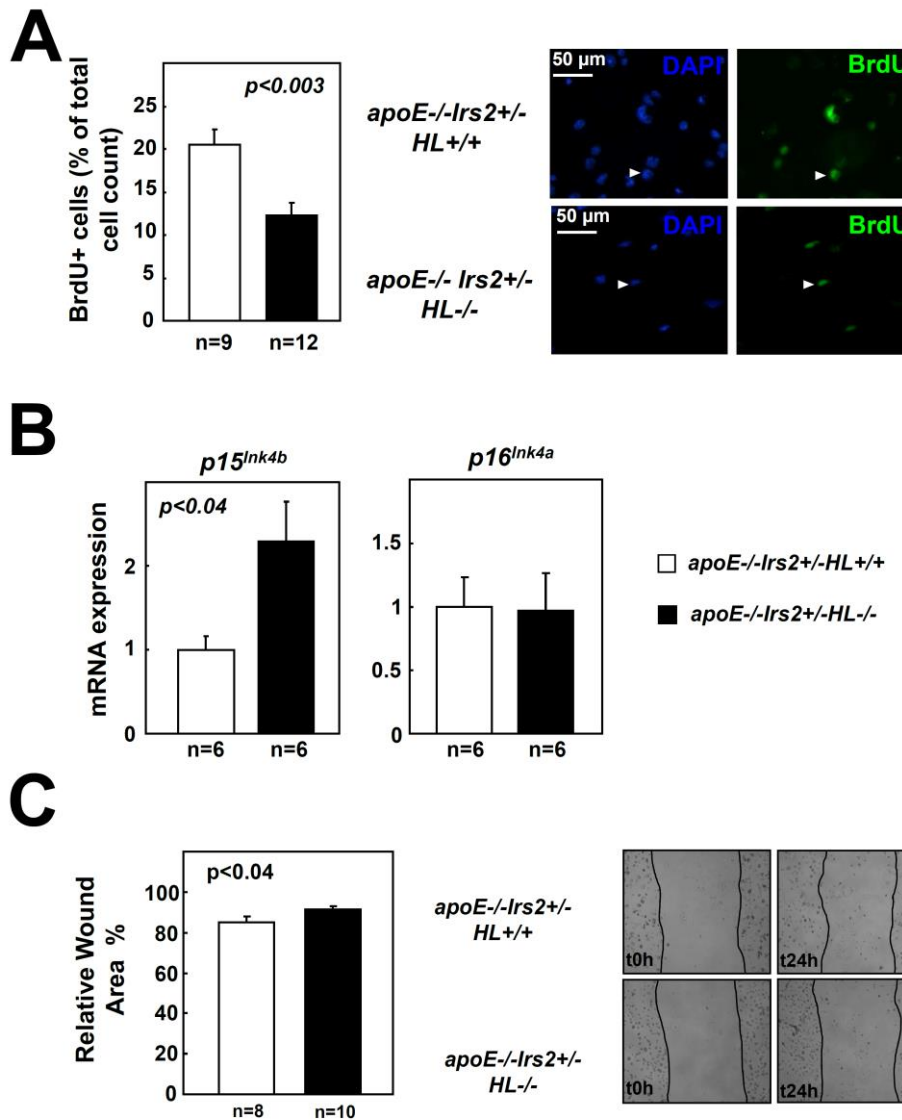 A
BrdU+ cells (% of total
cell count)
25
20
15
10
5
0
p<0.003
n=9 n=12
apoE-/-Irs2+/-
HL+/+
apoE-/- Irs2+/-
HL-/-
50 µm
DAPI
BrdU
50 µm
DAPI
BrdU
B
mRNA expression
p15Ink4b
p<0.04
2
1
0
n=6 n=6
p16Ink4a
1.5
1
0.5
0
n=6 n=6
apoE-/-Irs2+/-HL+/+
apoE-/-Irs2+/-HL-/-
C
Relative Wound
Area %
100
80
60
40
20
0
p<0.04
n=8 n=10
apoE-/-Irs2+/-
HL+/+
apoE-/-Irs2+/-
HL-/-
t0h
t24h
t0h
t24h